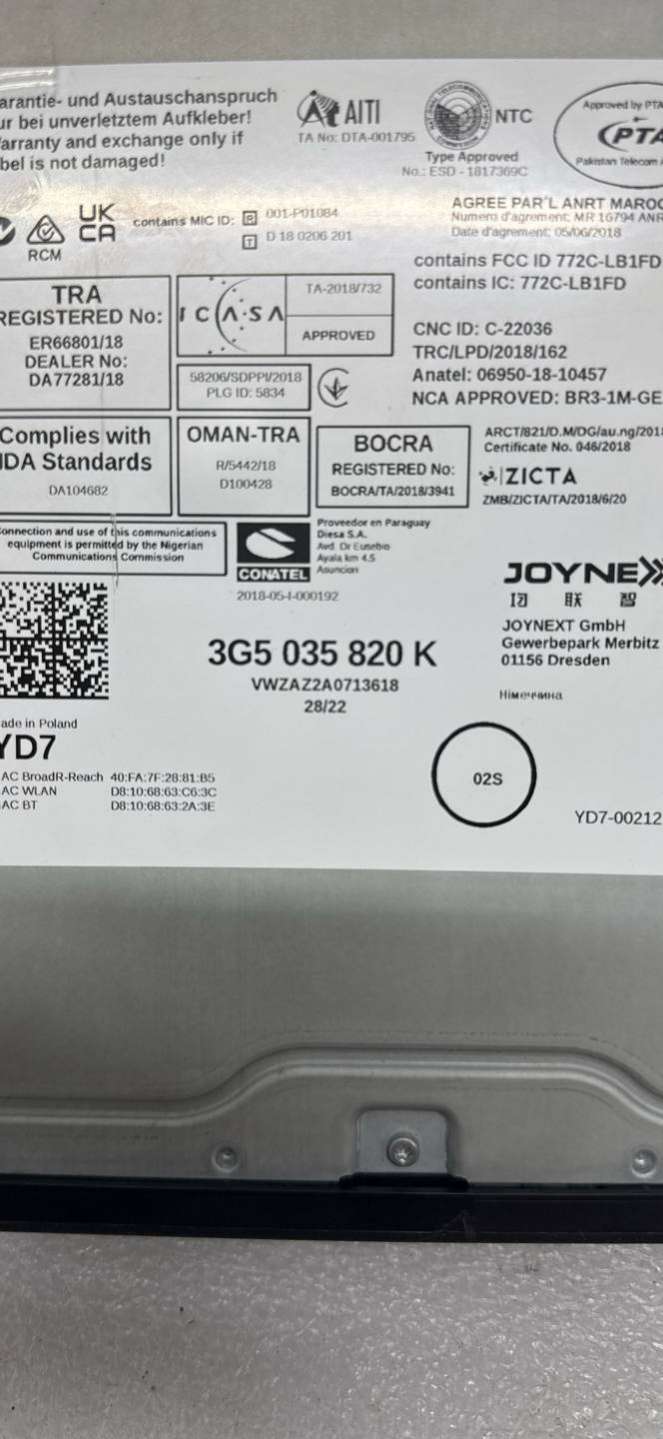 arantie- und Austauschanspruch
ur bei unverletztem Aufkleber!
arranty and exchange only if
bel is not damaged!
AITI
TA No: DTA-001795
NTC
Type Approved
No.: ESD - 1817369C
Approved by PTA
PTA
Pakistan Telecom A
RCM
UK
CA
contains MIC ID: R 001-P01084
T D 18 0206 201
AGREE PAR'L ANRT MAROC
Numero d'agrement: MR 16794 ANR
Date d'agrement: 05/06/2018
contains FCC ID 772C-LB1FD
contains IC: 772C-LB1FD
TRA
REGISTERED No:
ER66801/18
DEALER No:
DA77281/18
ICASA
TA-2018/732
APPROVED
58206/SDPPI/2018
PLG ID: 5834
CNC ID: C-22036
TRC/LPD/2018/162
Anatel: 06950-18-10457
NCA APPROVED: BR3-1M-GE
Complies with
IDA Standards
DA104682
OMAN-TRA
R/5442/18
D100428
BOCRA
REGISTERED No:
BOCRA/TA/2018/3941
ARCT/821/D.M/DG/au.ng/201
Certificate No. 046/2018
ZICTA
ZMB/ZICTA/TA/2018/6/20
onnection and use of this communications
equipment is permitted by the Nigerian
Communications Commission
CONATEL
2018-05-I-000192
Proveedor en Paraguay
Diesa S.A.
Avd. Dr Eusebio
Ayala km 4.5
Asuncion
JOYNEX
联 智
JOYNEXT GmbH
Gewerbepark Merbitz
01156 Dresden
Німеччина
3G5 035 820 K
VWZAZ2A0713618
28/22
ade in Poland
YD7
AC BroadR-Reach 40:FA:7F:28:81:B5
AC WLAN D8:10:68:63:C6:3C
AC BT D8:10:68:63:2A:3E
02S
YD7-00212